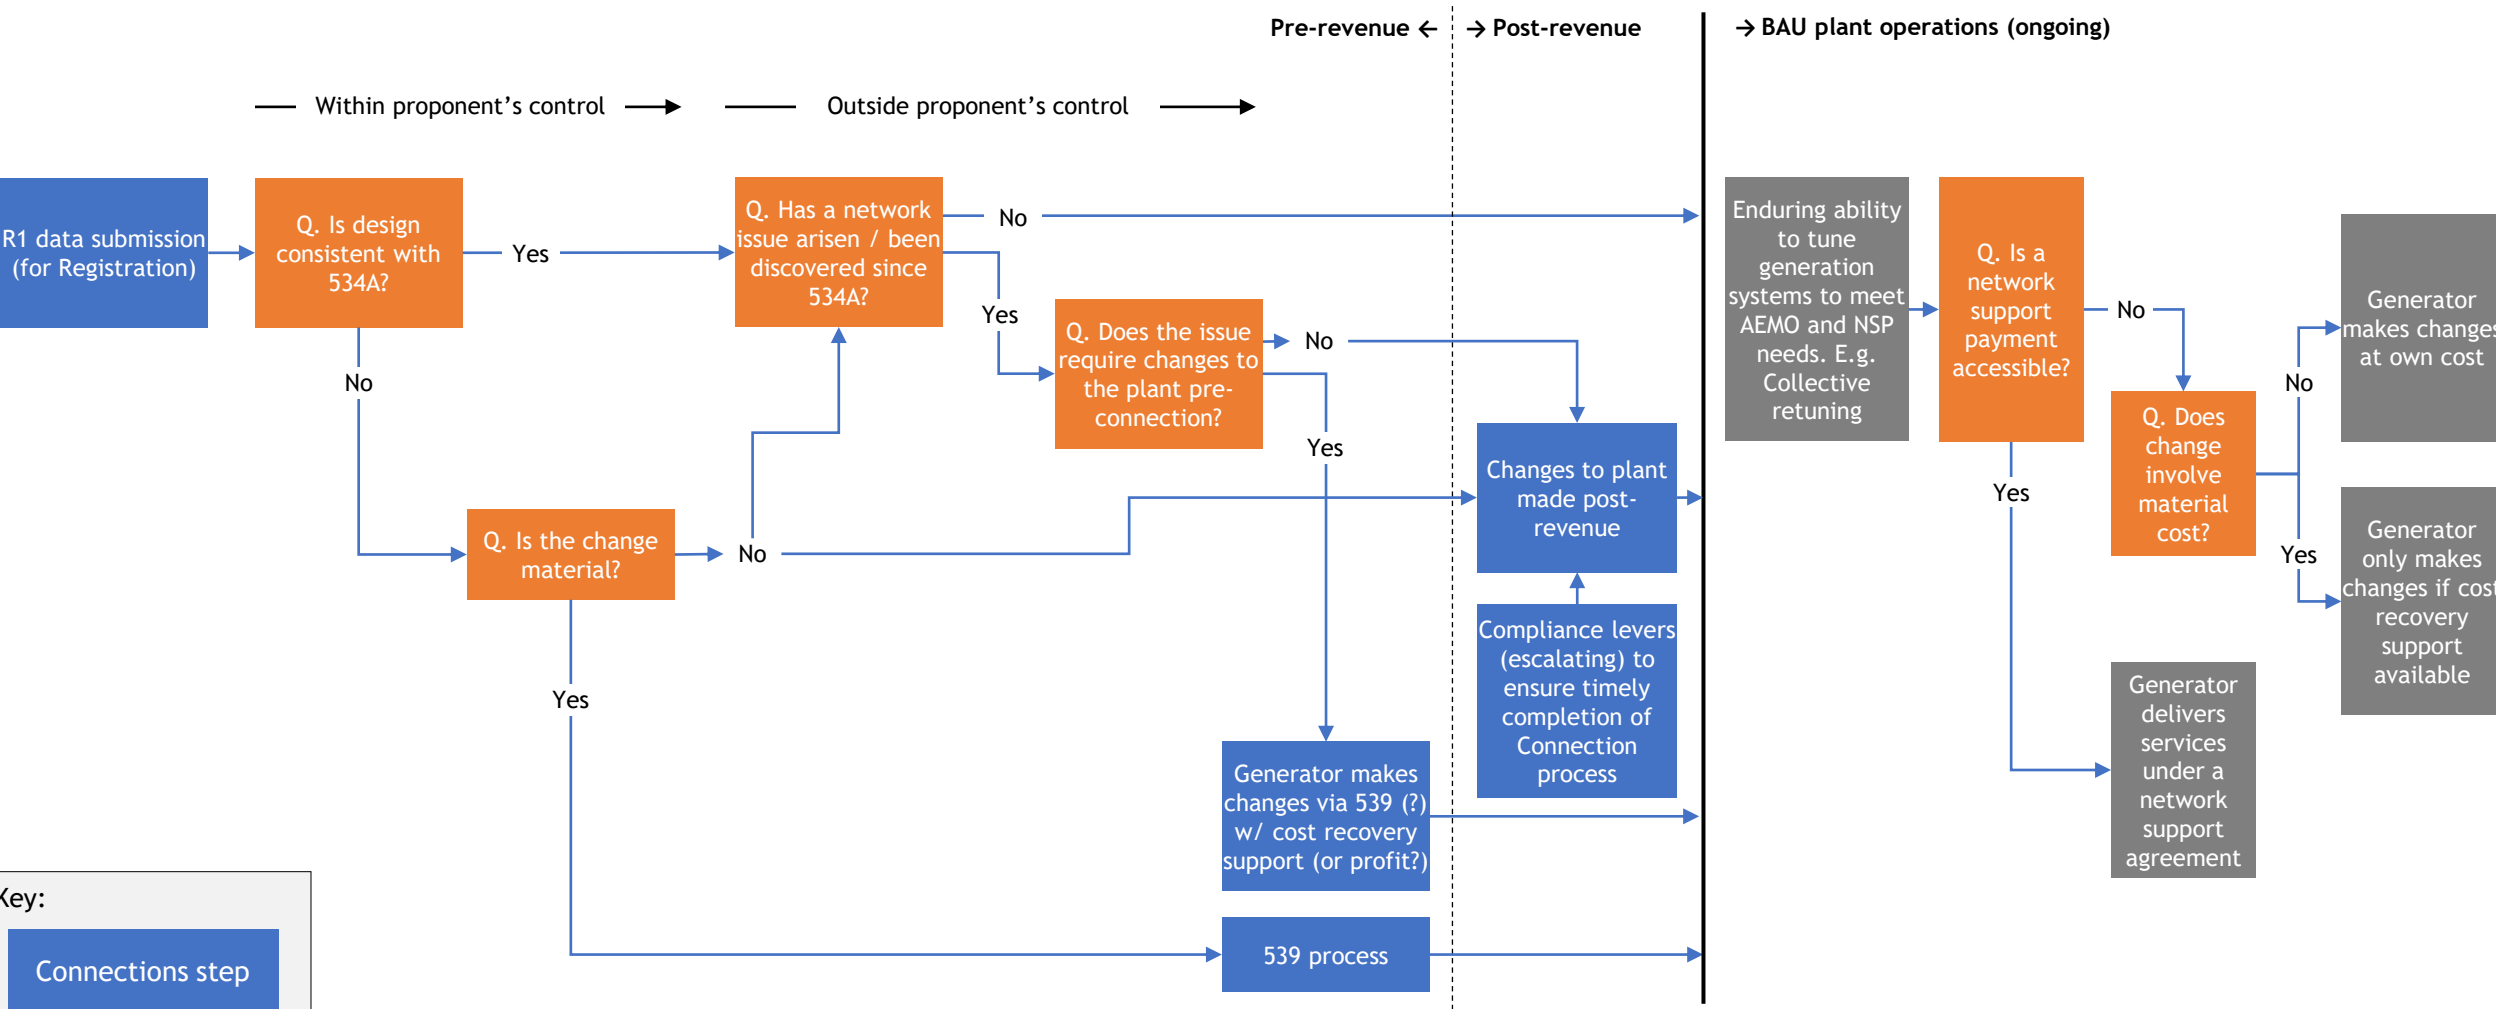 Pre-revenue ← → Post-revenue → BAU plant operations (ongoing)
Within proponent's control
Outside proponent's control
R1 data submission
(for Registration)
Q. Is design
consistent with
534A?
Yes
No
Q. Has a network
issue arisen / been
discovered since
534A?
No
Yes
Q. Does the issue
require changes to
the plant pre-
connection?
No
Yes
Q. Is the change
material?
No
Yes
Changes to plant
made post-
revenue
Compliance levers
(escalating) to
ensure timely
completion of
Connection
process
Generator makes
changes via 539 (?)
w/ cost recovery
support (or profit?)
539 process
Enduring ability
to tune
generation
systems to meet
AEMO and NSP
needs. E.g.
Collective
retuning
Q. Is a
network
support
payment
accessible?
No
Yes
Q. Does
change
involve
material
cost?
No
Yes
Generator
makes changes
at own cost
Generator
only makes
changes if cost
recovery
support
available
Generator
delivers
services
under a
network
support
agreement
Key:
Connections step